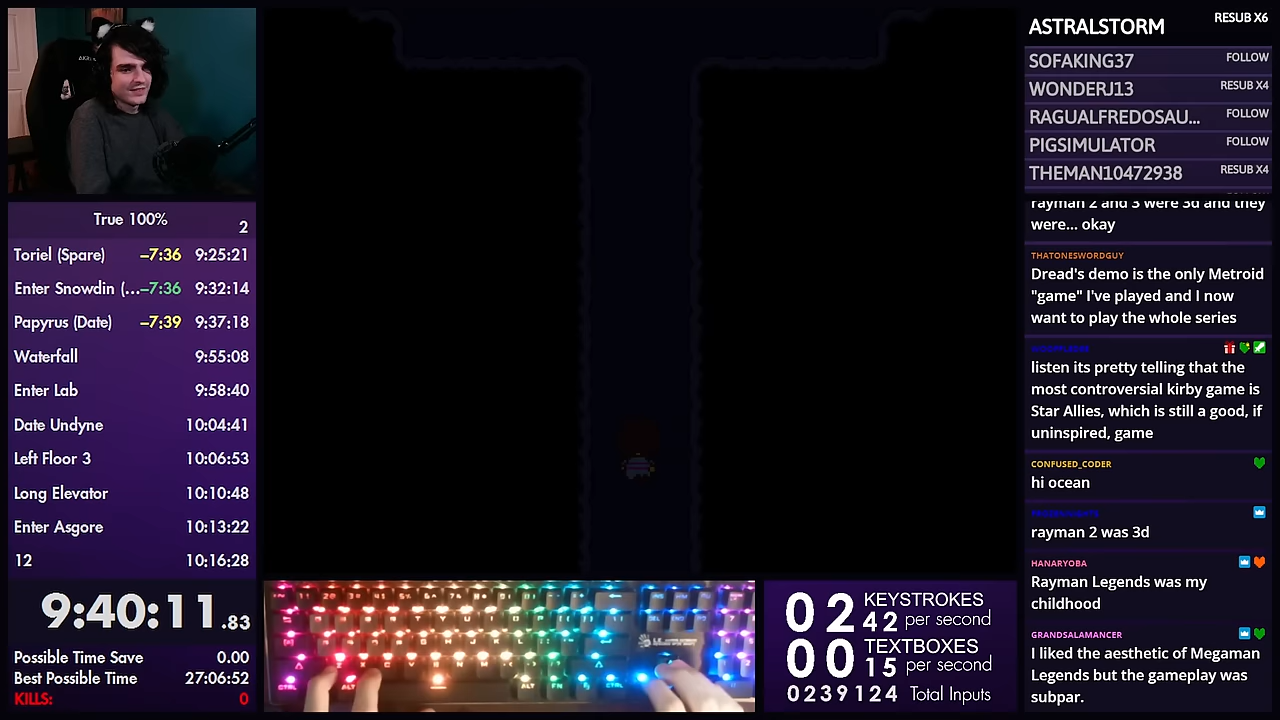 True 100%
2
Toriel (Spare) −7:36 9:25:21
Enter Snowdin (... −7:36 9:32:14
Papyrus (Date) −7:39 9:37:18
Waterfall 9:55:08
Enter Lab 9:58:40
Date Undyne 10:04:41
Left Floor 3 10:06:53
Long Elevator 10:10:48
Enter Asgore 10:13:22
12 10:16:28
9:40:11.83
Possible Time Save 0.00
Best Possible Time 27:06:52
KILLS: 0
02 KEYSTROKES
42 per second
00 TEXTBOXES
15 per second
0239124 Total Inputs
ASTRALSTORM RESUB X6
SOFAKING37 FOLLOW
WONDERJ13 RESUB X4
RAGUALFREDOSAU... FOLLOW
PIGSIMULATOR FOLLOW
THEMAN10472938 RESUB X4
rayman 2 and 3 were 3d and they
were... okay
THATONESWORDGUY
Dread's demo is the only Metroid
"game" I've played and I now
want to play the whole series
listen its pretty telling that the
most controversial kirby game is
Star Allies, which is still a good, if
uninspired, game
CONFUSED_CODER
hi ocean
rayman 2 was 3d
HANARYOBA
Rayman Legends was my
childhood
GRANDSALAMANCER
I liked the aesthetic of Megaman
Legends but the gameplay was
subpar.